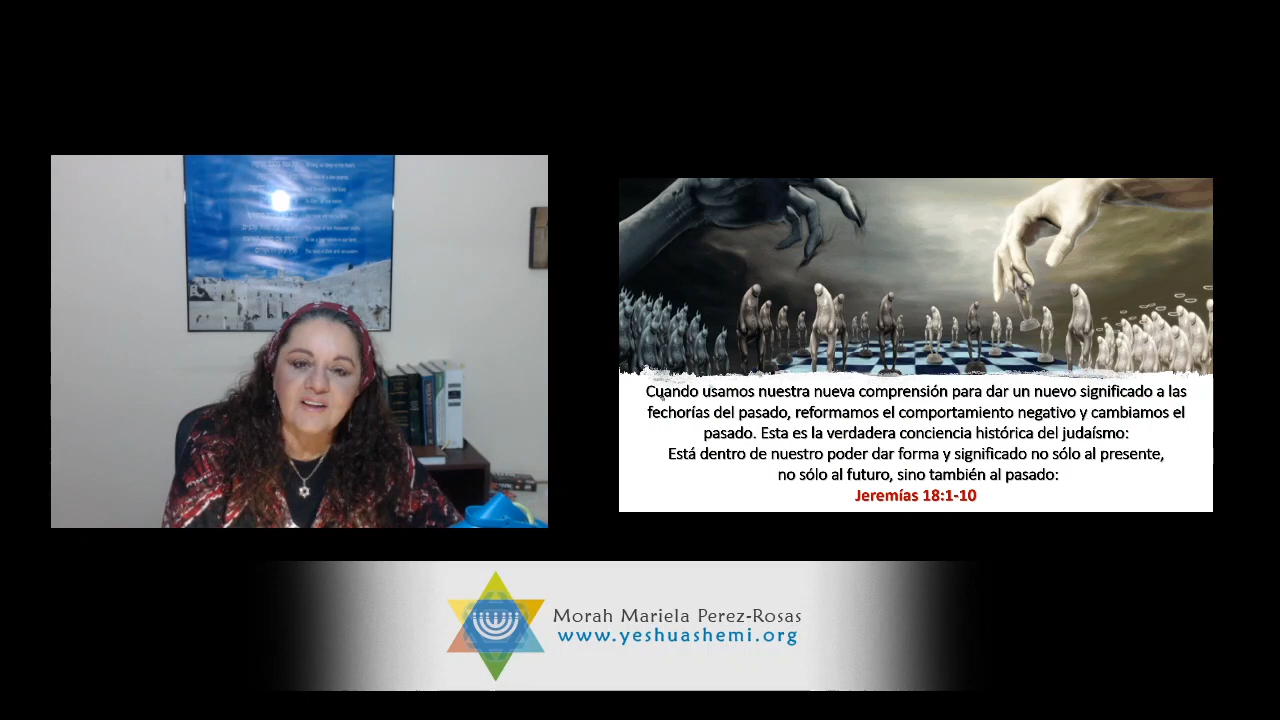 Cuando usamos nuestra nueva comprensión para dar un nuevo significado a las
fechorías del pasado, reformamos el comportamiento negativo y cambiamos el
pasado. Esta es la verdadera conciencia histórica del judaísmo:
Está dentro de nuestro poder dar forma y significado no sólo al presente,
no sólo al futuro, sino también al pasado:
Jeremías 18:1-10
Morah Mariela Perez-Rosas
www.yeshuashemi.org